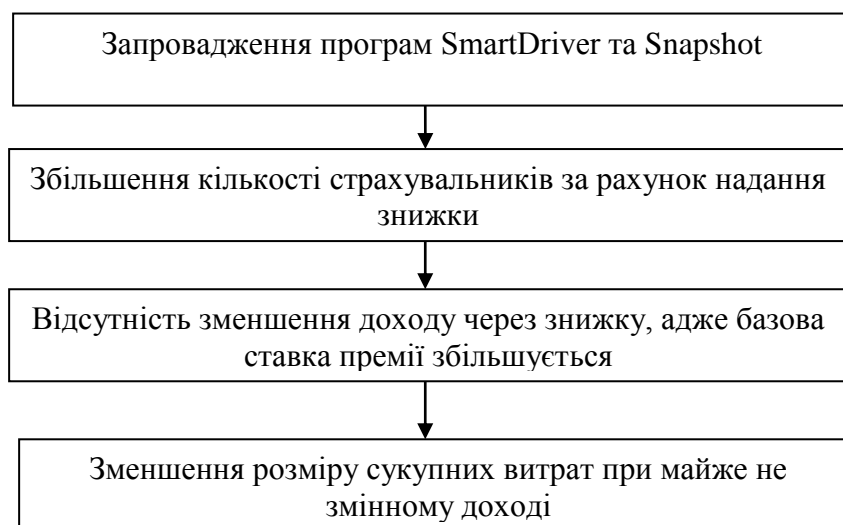 Запровадження програм SmartDriver та Snapshot
Збільшення кількості страхувальників за рахунок надання
знижки
Відсутність зменшення доходу через знижку, адже базова
ставка премії збільшується
Зменшення розміру сукупних витрат при майже не
змінному доході